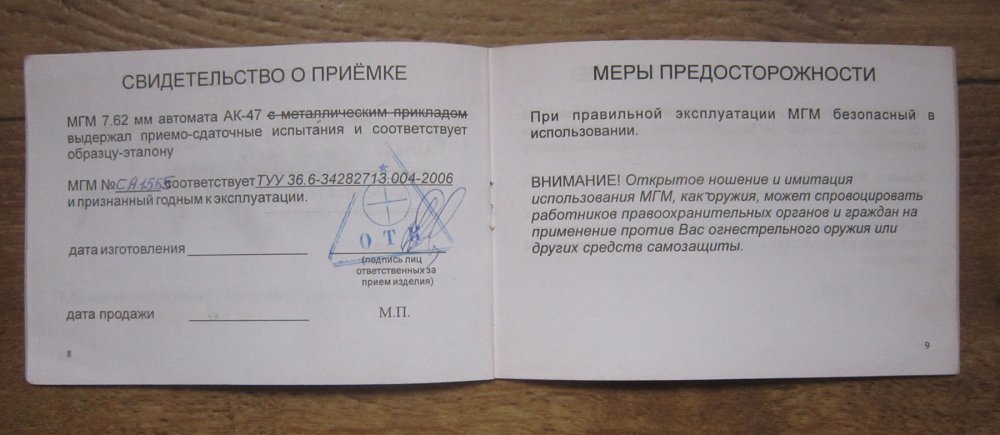 СВИДЕТЕЛЬСТВО О ПРИЁМКЕ
МГМ 7.62 мм автомата АК-47 с металлическим прикладом
выдержал приемо-сдаточные испытания и соответствует
образцу-эталону
МГМ №СА1555соответствует ТУУ 36.6-34282713.004-2006
и признанный годным к эксплуатации.
ОТК
дата изготовления
(подпись лиц
ответственных за
прием изделия)
дата продажи М.П.
8
МЕРЫ ПРЕДОСТОРОЖНОСТИ
При правильной эксплуатации МГМ безопасный в
использовании.
ВНИМАНИЕ! Открытое ношение и имитация
использования МГМ, как оружия, может спровоцировать
работников правоохранительных органов и граждан на
применение против Вас огнестрельного оружия или
других средств самозащиты.
9